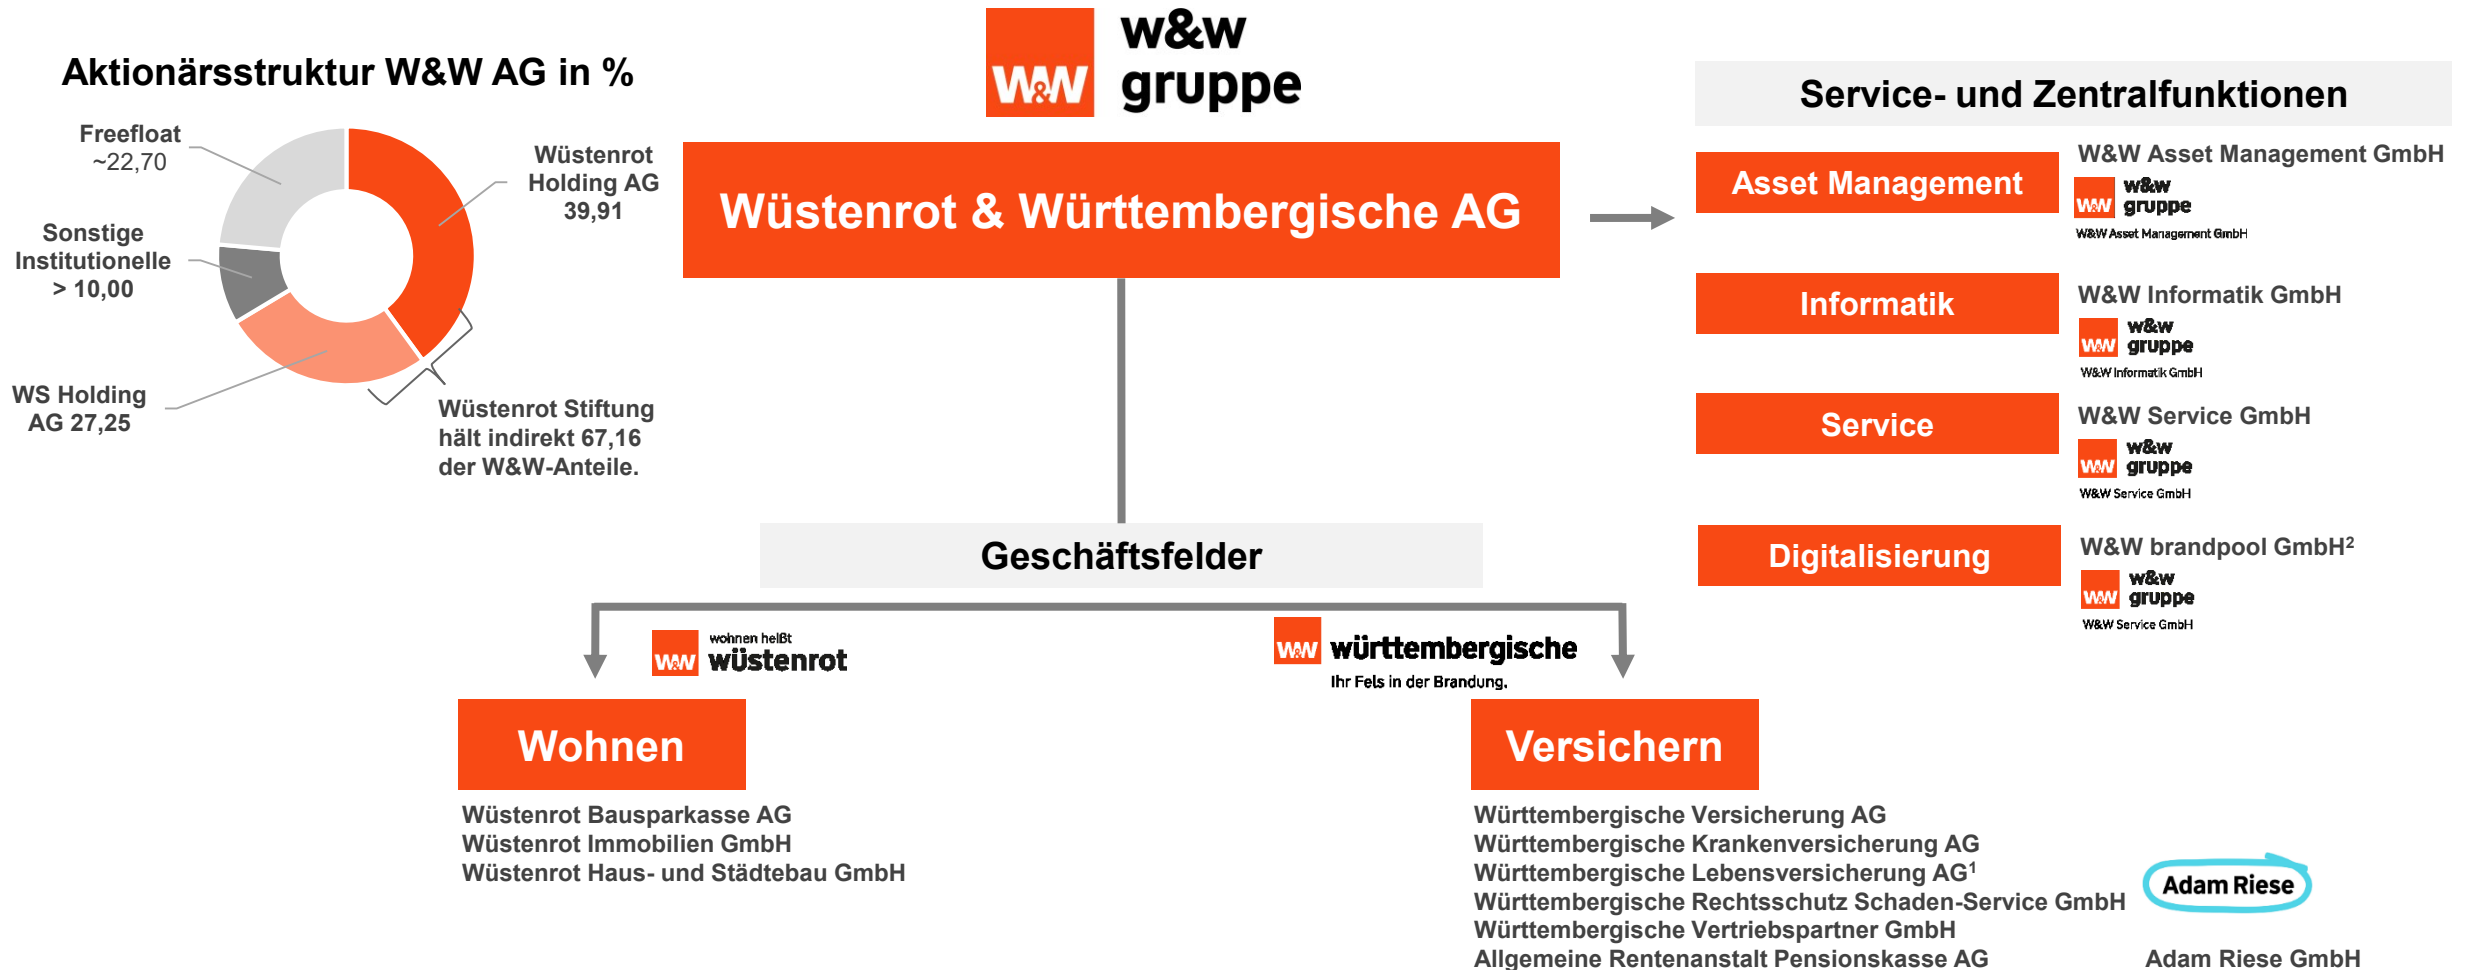 W&W
w&w
gruppe
Aktionärsstruktur W&W AG in %
Freefloat
~22,70
Wüstenrot
Holding AG
39,91
Sonstige
Institutionelle
> 10,00
WS Holding
AG 27,25
Wüstenrot Stiftung
hält indirekt 67,16
der W&W-Anteile.
Wüstenrot & Württembergische AG
Service- und Zentralfunktionen
Asset Management
W&W Asset Management GmbH
W&W
w&w
gruppe
W&W Asset Management GmbH
Informatik
W&W Informatik GmbH
W&W
w&w
gruppe
W&W Informatik GmbH
Service
W&W Service GmbH
W&W
w&w
gruppe
W&W Service GmbH
Digitalisierung
W&W brandpool GmbH²
W&W
w&w
gruppe
W&W Service GmbH
Geschäftsfelder
W&W
wohnen heißt
wüstenrot
W&W
württembergische
Ihr Fels in der Brandung.
Wohnen
Wüstenrot Bausparkasse AG
Wüstenrot Immobilien GmbH
Wüstenrot Haus- und Städtebau GmbH
Versichern
Württembergische Versicherung AG
Württembergische Krankenversicherung AG
Württembergische Lebensversicherung AG¹
Württembergische Rechtsschutz Schaden-Service GmbH
Württembergische Vertriebspartner GmbH
Allgemeine Rentenanstalt Pensionskasse AG
Adam Riese
Adam Riese GmbH